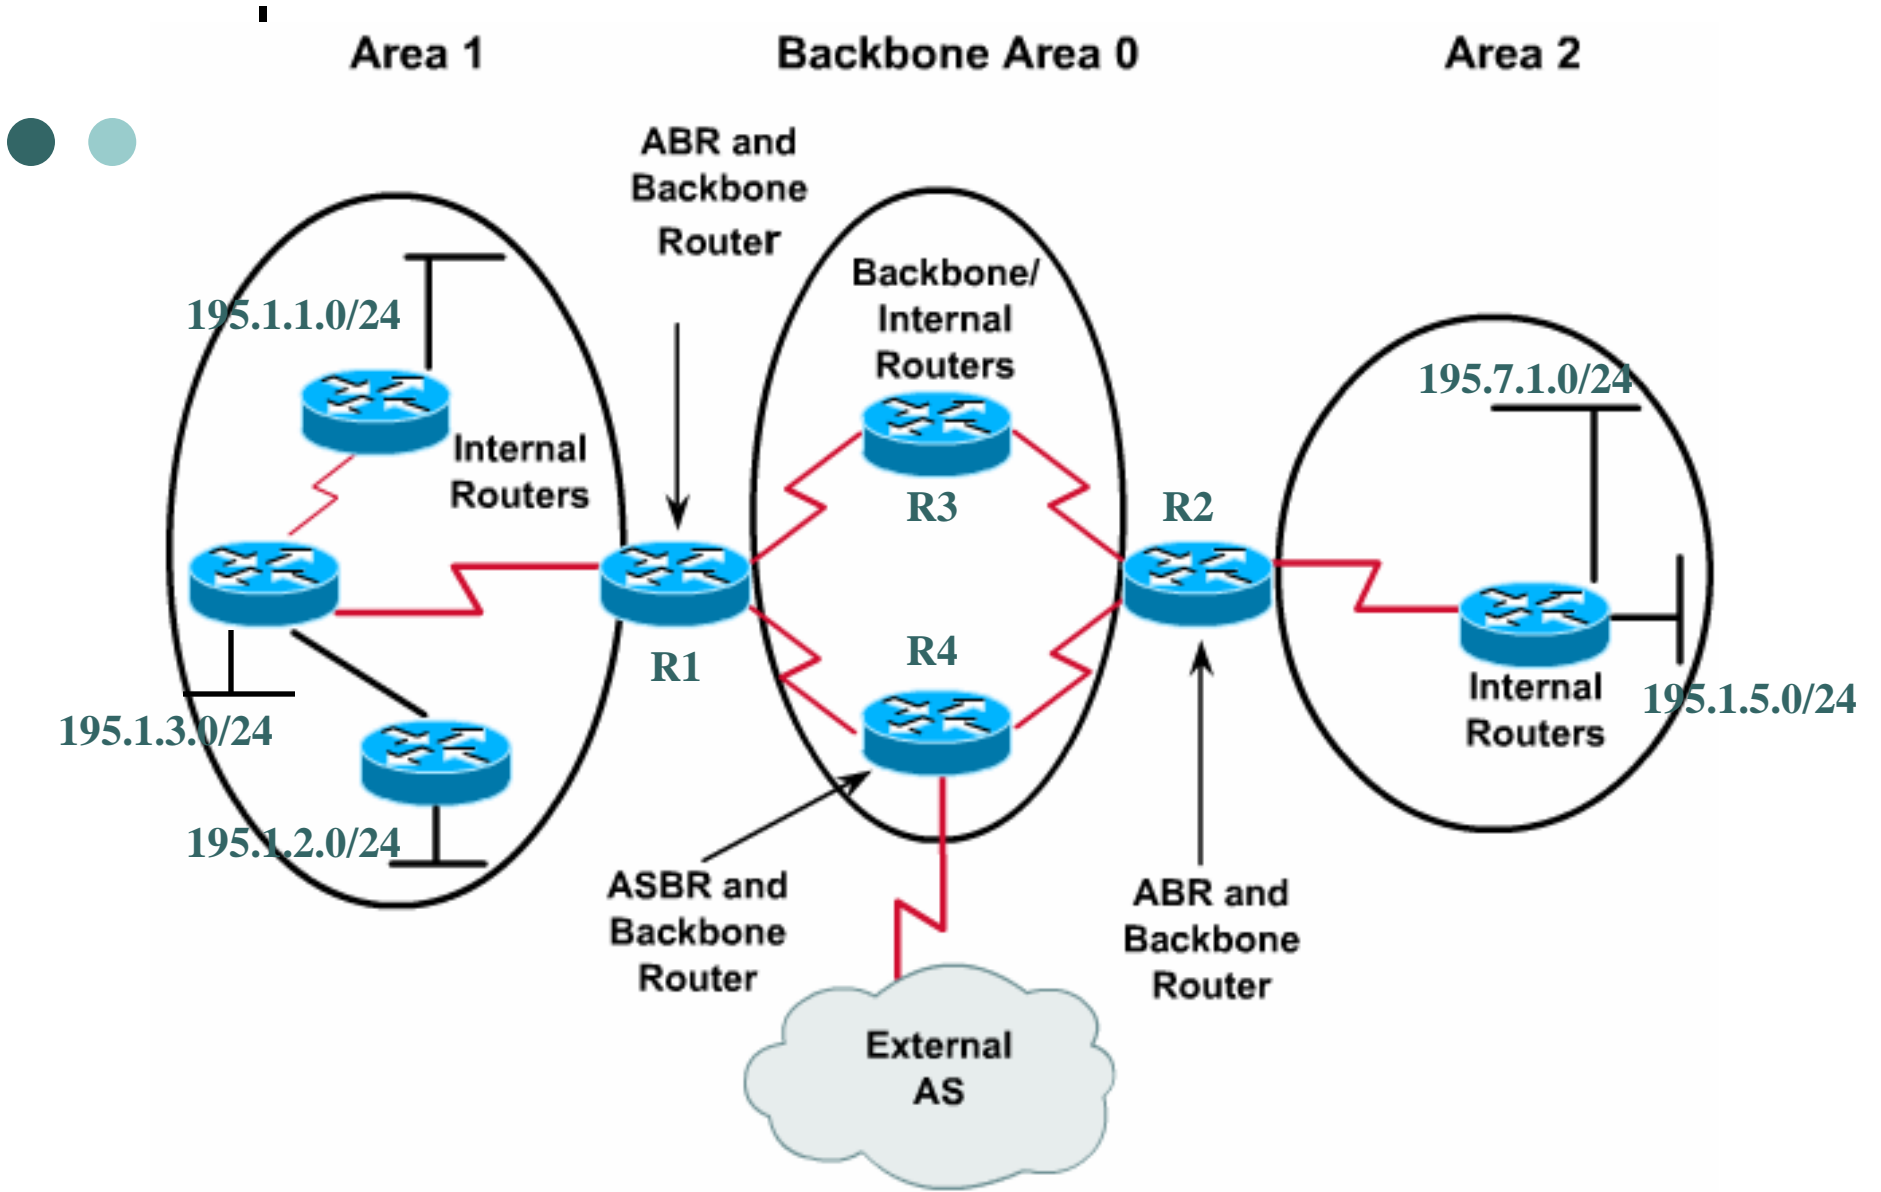 Area 1
Backbone Area 0
Area 2
ABR and
Backbone
Router
Backbone/
Internal
Routers
195.1.1.0/24
195.7.1.0/24
Internal
Routers
R3
R2
R1
R4
195.1.3.0/24
Internal
Routers
195.1.5.0/24
195.1.2.0/24
ASBR and
Backbone
Router
ABR and
Backbone
Router
External
AS